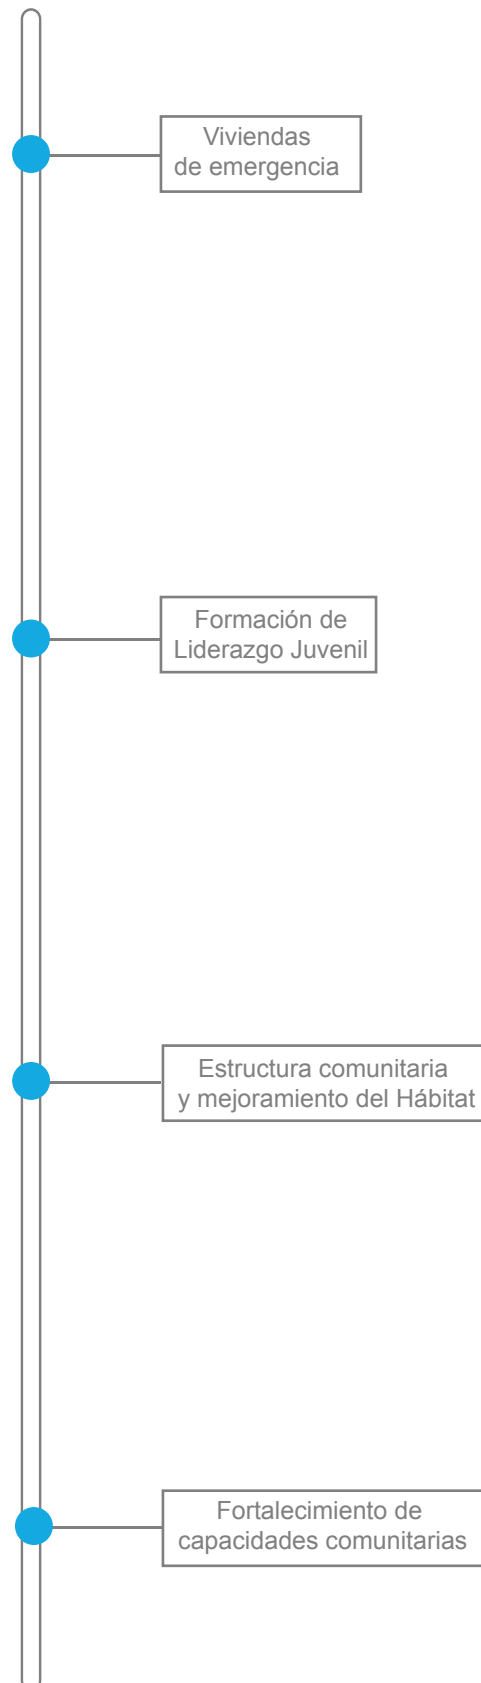 Viviendas
de emergencia
Formación de
Liderazgo Juvenil
Estructura comunitaria
y mejoramiento del Hábitat
Fortalecimiento de
capacidades comunitarias